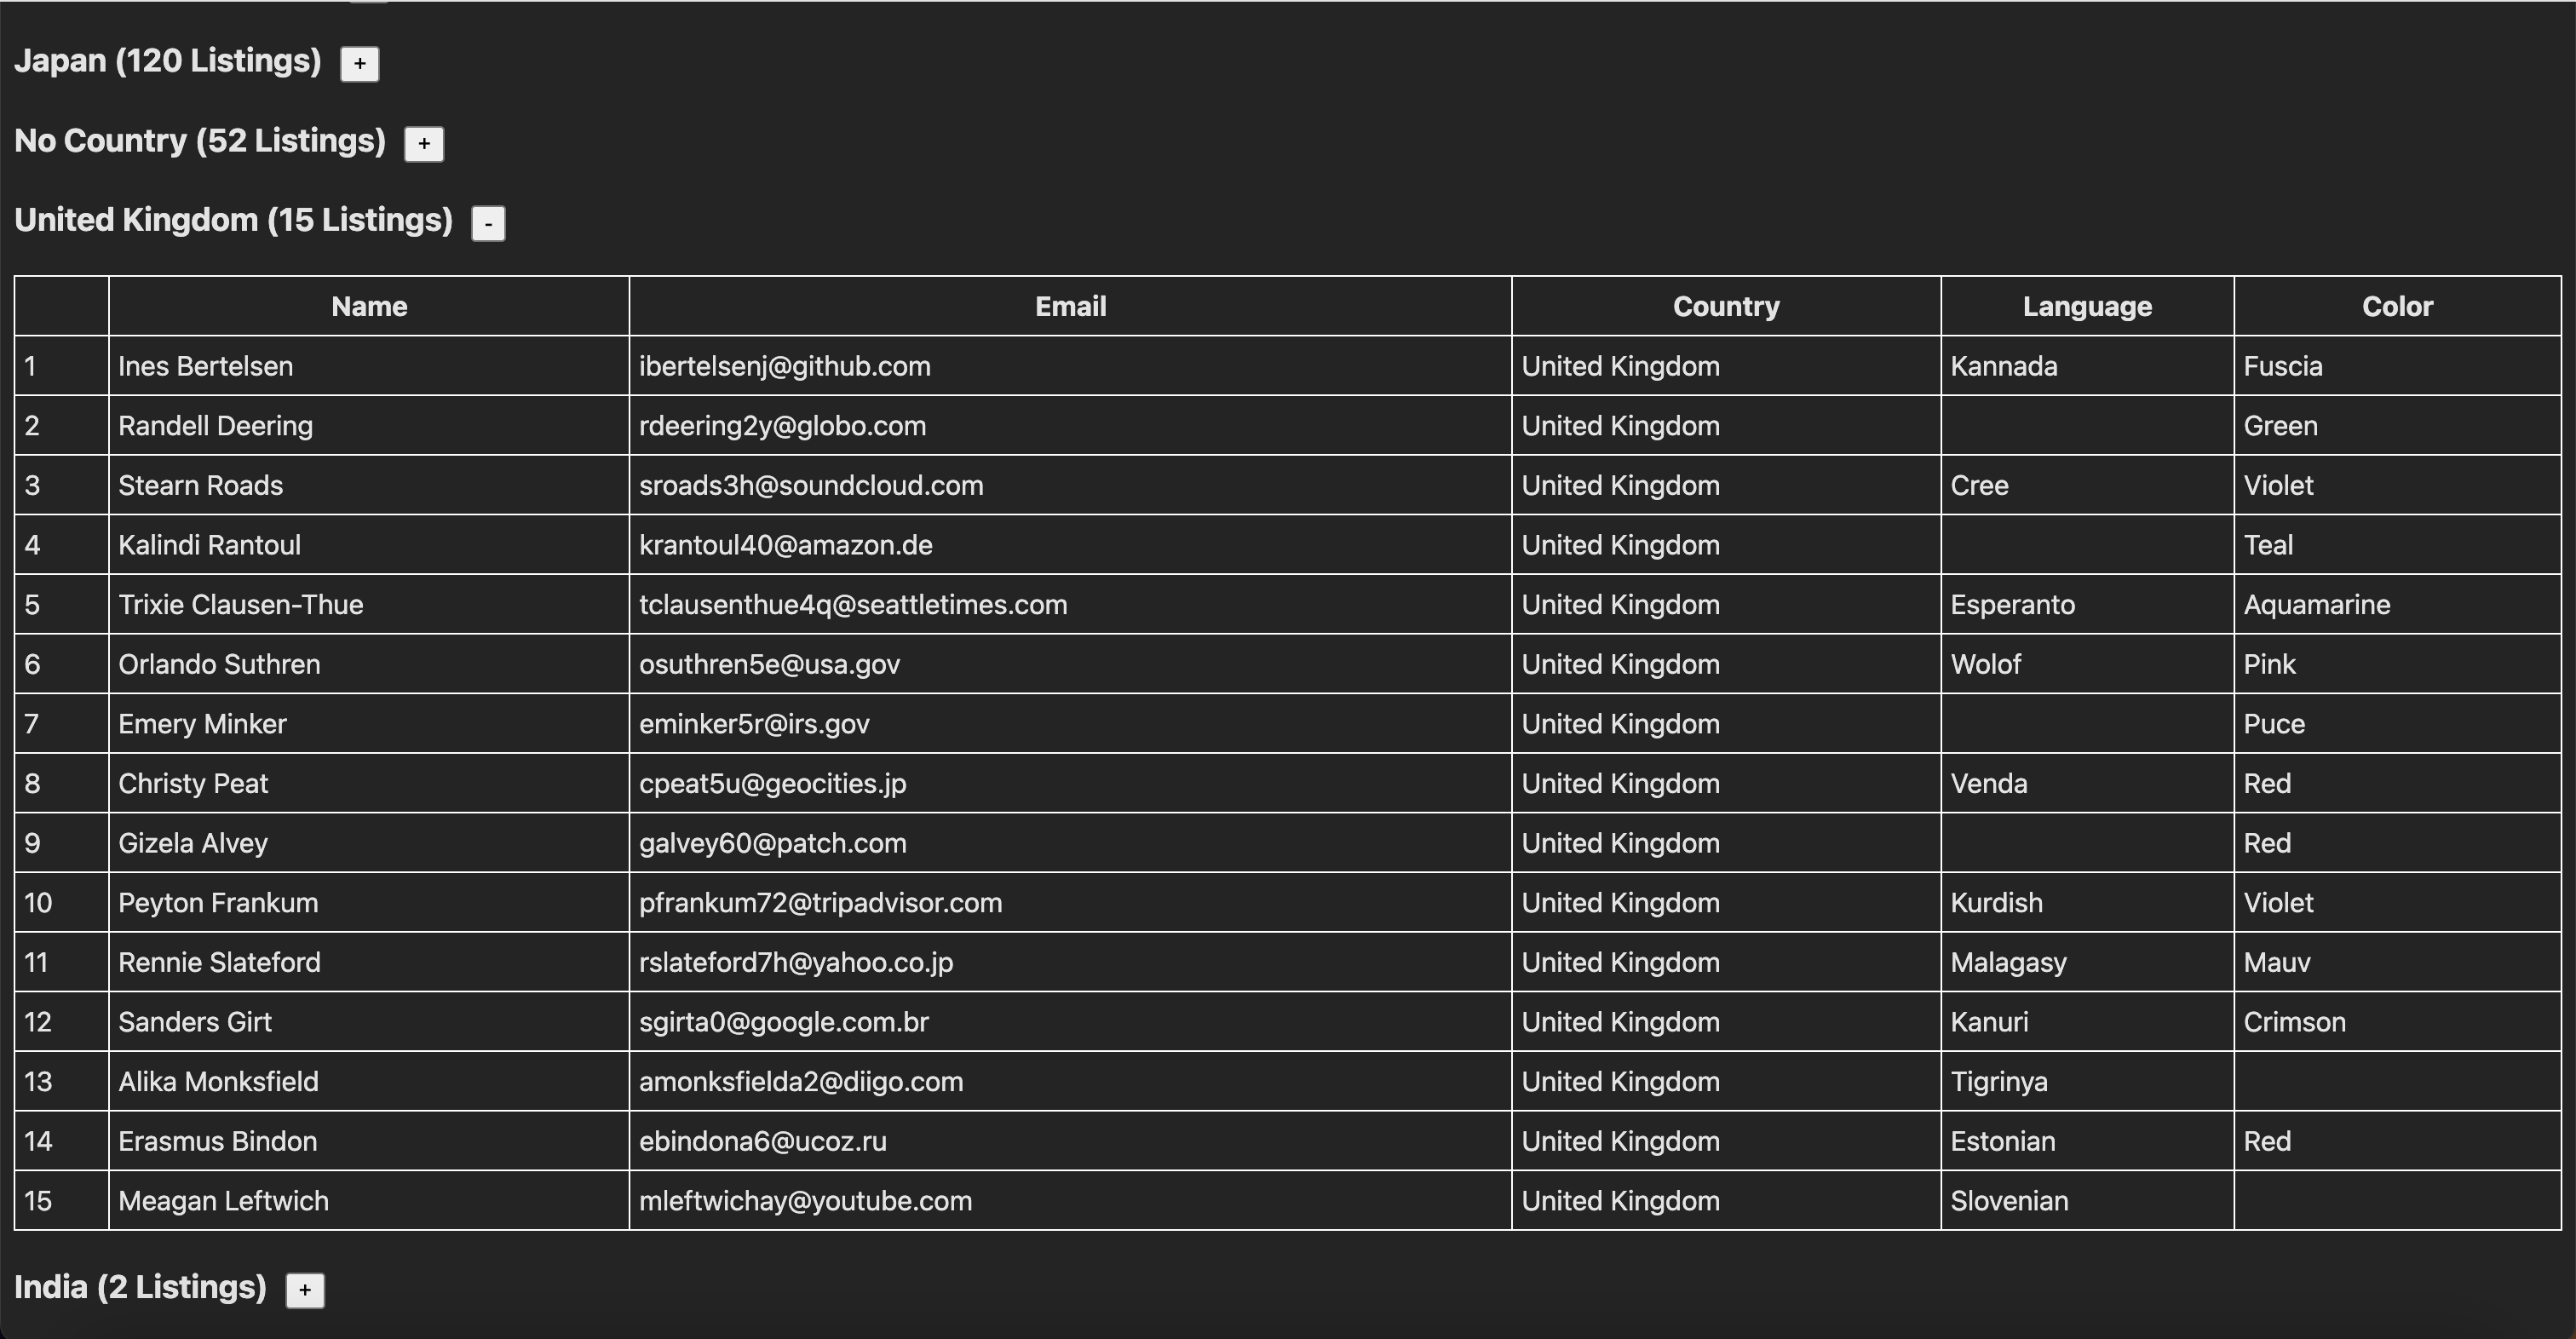 Japan (120 Listings) +
No Country (52 Listings) +
United Kingdom (15 Listings) -
Name Email Country Language Color
1 Ines Bertelsen ibertelsenj@github.com United Kingdom Kannada Fuscia
2 Randell Deering rdeering2y@globo.com United Kingdom Green
3 Stearn Roads sroads3h@soundcloud.com United Kingdom Cree Violet
4 Kalindi Rantoul krantoul40@amazon.de United Kingdom Teal
5 Trixie Clausen-Thue tclausenthue4q@seattletimes.com United Kingdom Esperanto Aquamarine
6 Orlando Suthren osuthren5e@usa.gov United Kingdom Wolof Pink
7 Emery Minker eminker5r@irs.gov United Kingdom Puce
8 Christy Peat cpeat5u@geocities.jp United Kingdom Venda Red
9 Gizela Alvey galvey60@patch.com United Kingdom Red
10 Peyton Frankum pfrankum72@tripadvisor.com United Kingdom Kurdish Violet
11 Rennie Slateford rslateford7h@yahoo.co.jp United Kingdom Malagasy Mauv
12 Sanders Girt sgirta0@google.com.br United Kingdom Kanuri Crimson
13 Alika Monksfield amonksfielda2@diigo.com United Kingdom Tigrinya
14 Erasmus Bindon ebindona6@ucoz.ru United Kingdom Estonian Red
15 Meagan Leftwich mleftwichay@youtube.com United Kingdom Slovenian
India (2 Listings) +